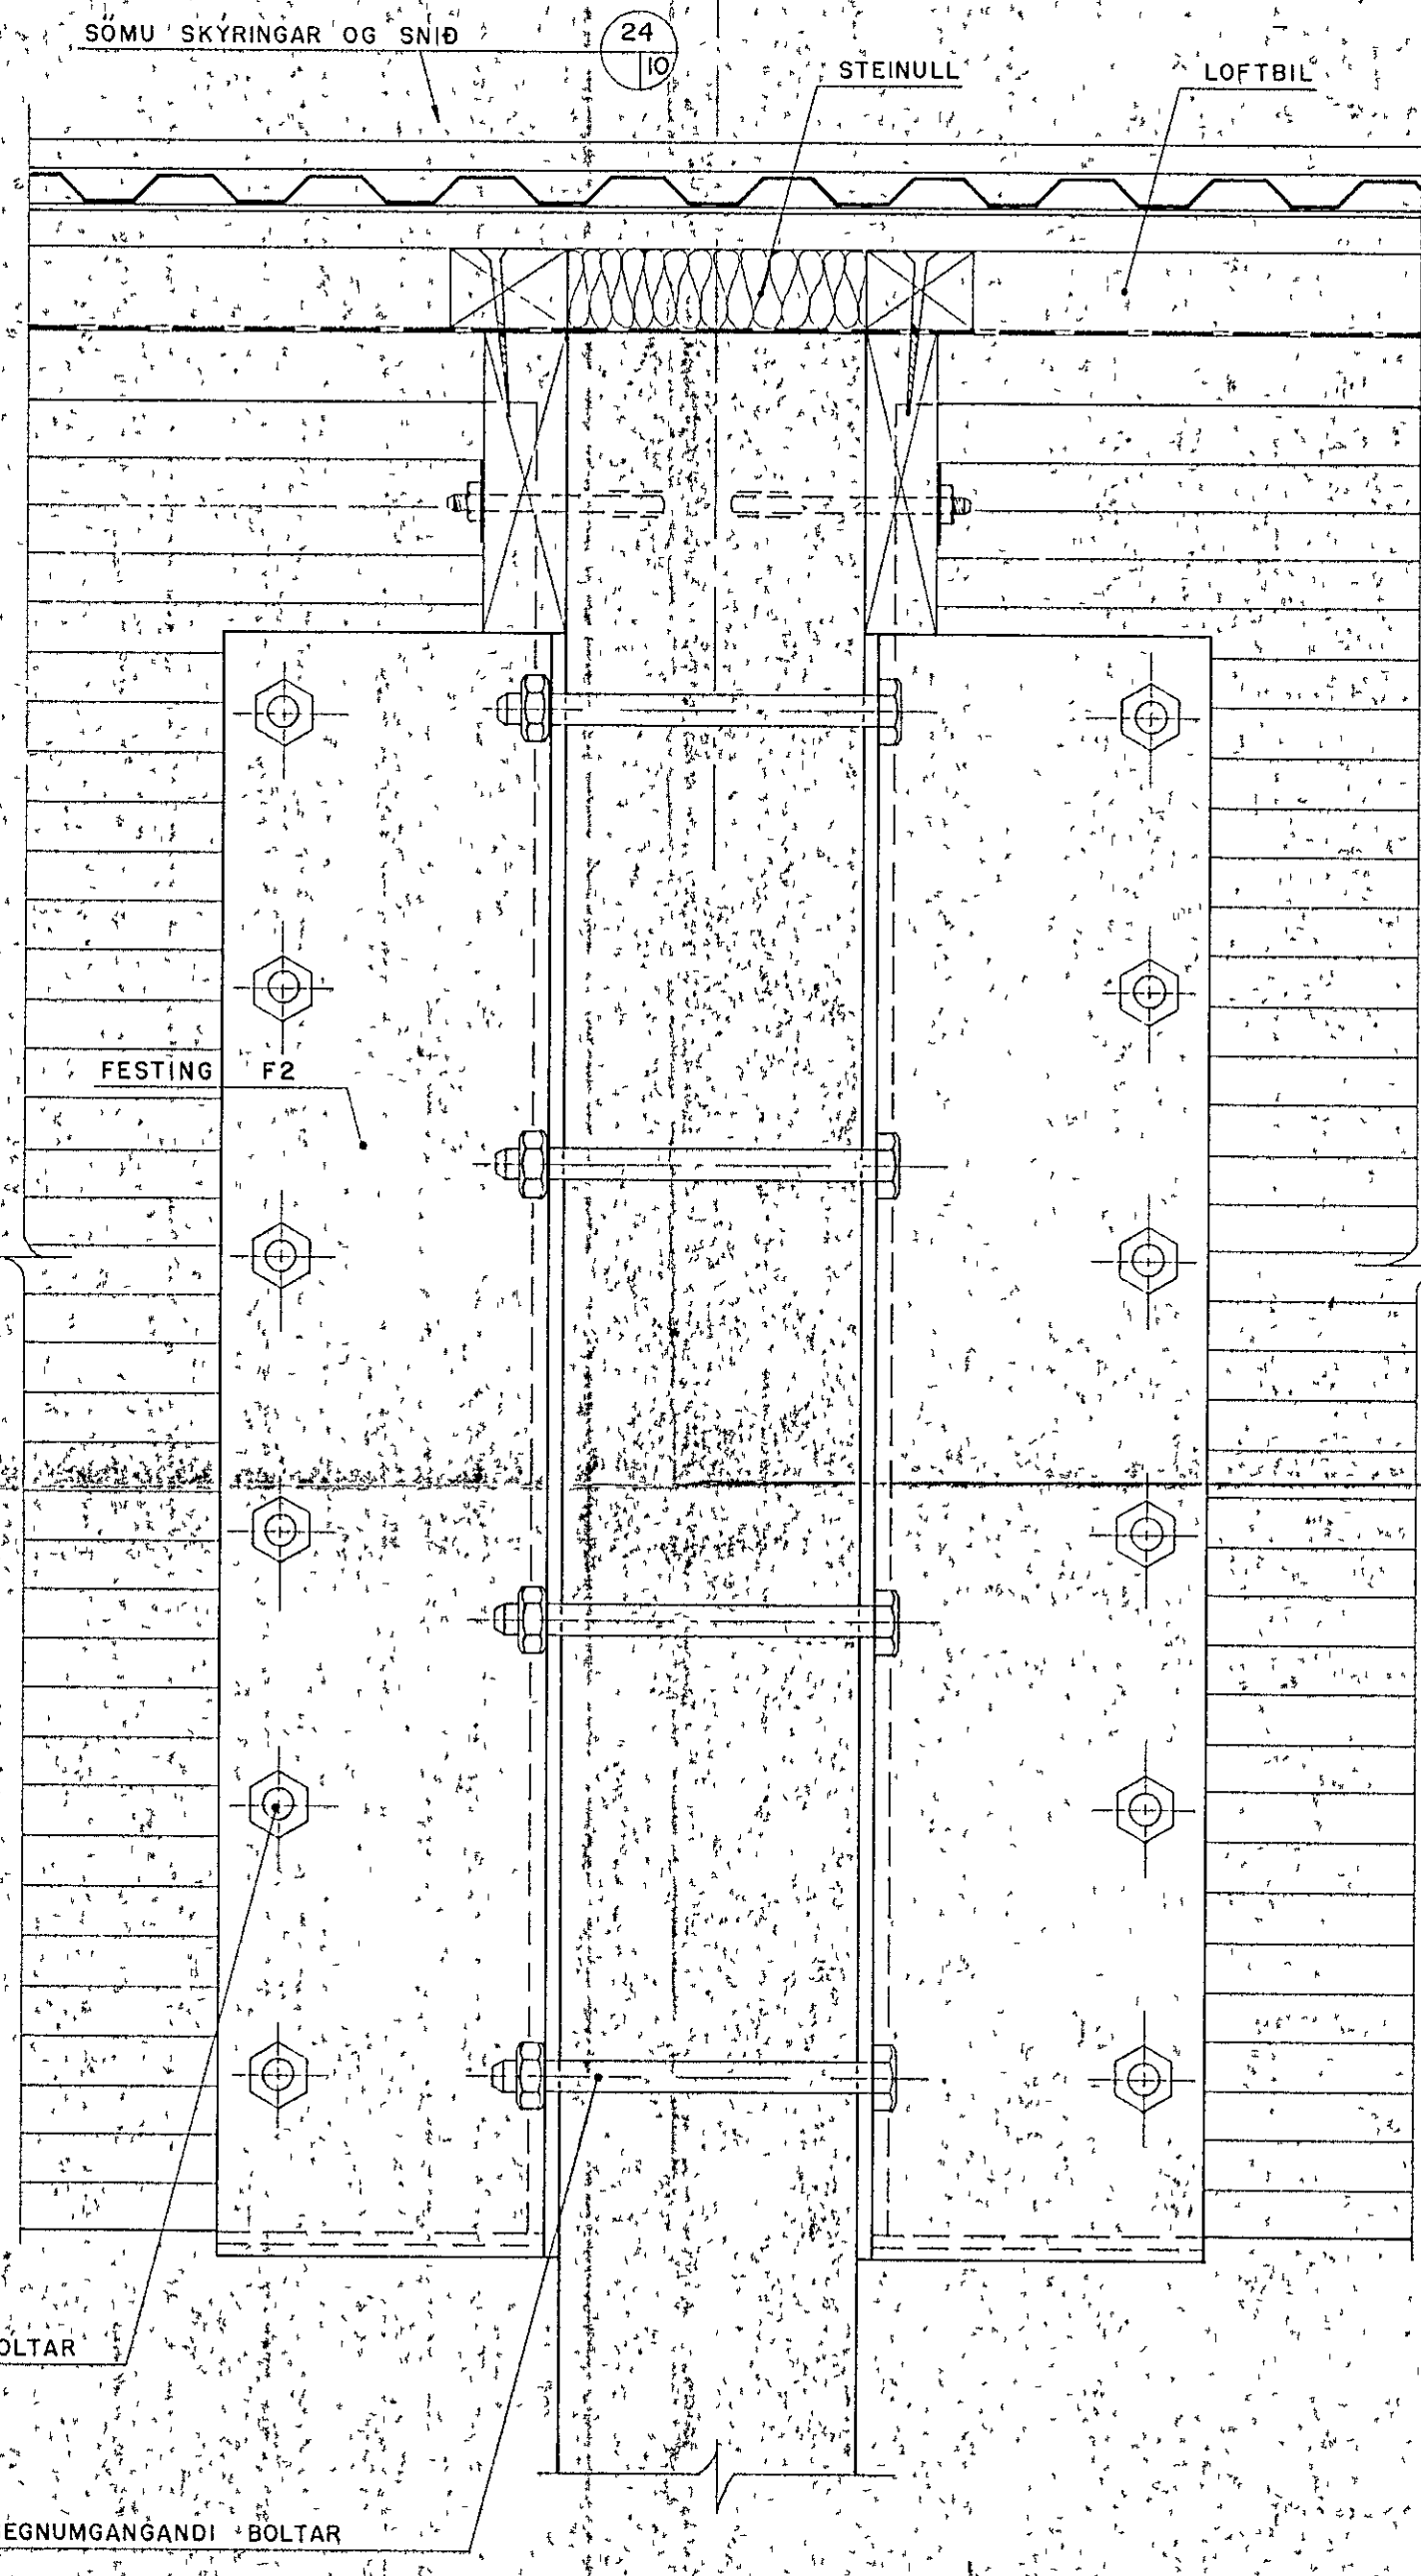 SÖMU SKÝRINGAR OG SNIÐ
24
10
STEINULL
LOFTBIL
FESTING F2
OLTAR
EGNUMGANGANDI BOLTAR